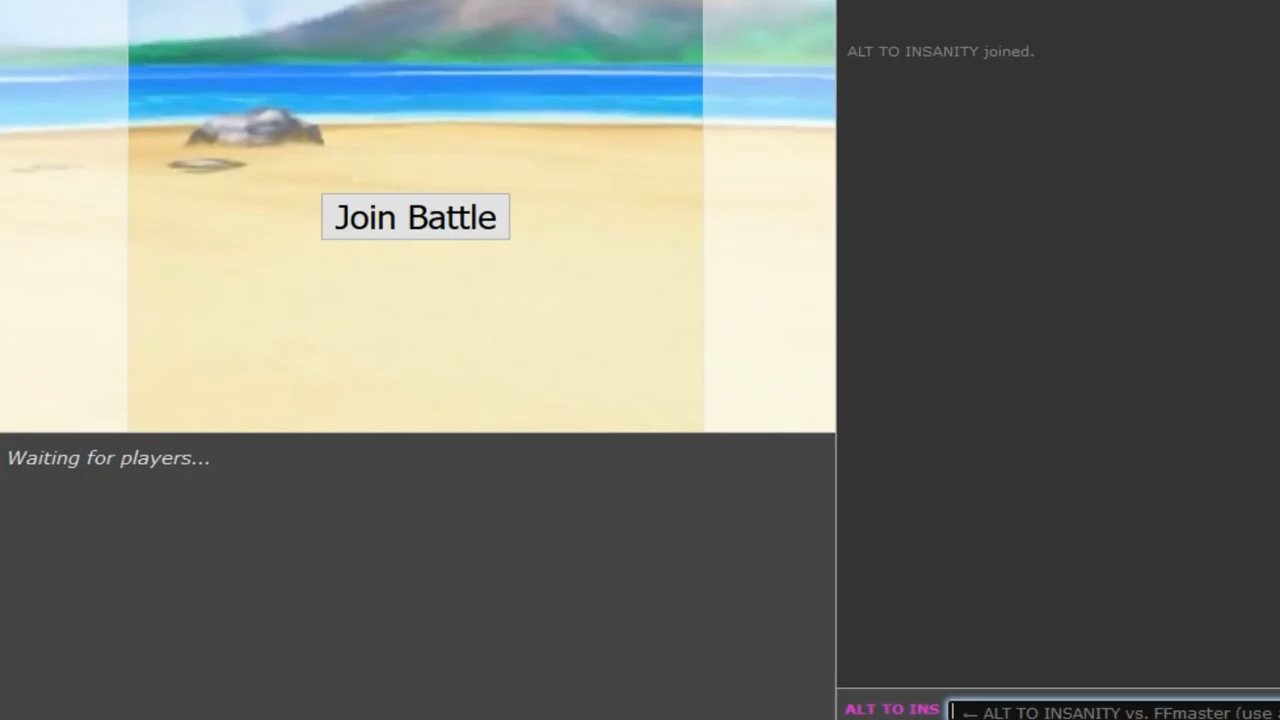 ALT TO INSANITY joined.
Join Battle
Waiting for players...
ALT TO INS
← ALT TO INSANITY vs. FFmaster (use